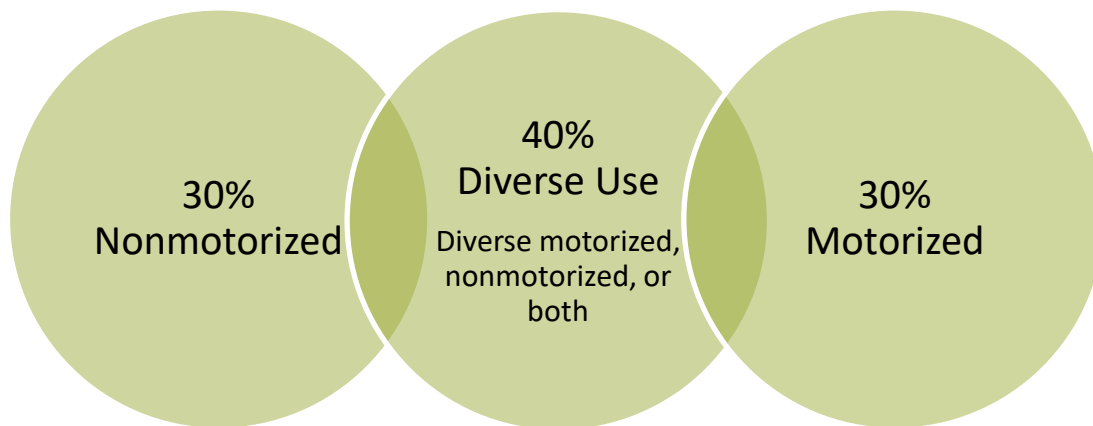 30%
Nonmotorized
40%
Diverse Use
Diverse motorized,
nonmotorized, or
both
30%
Motorized